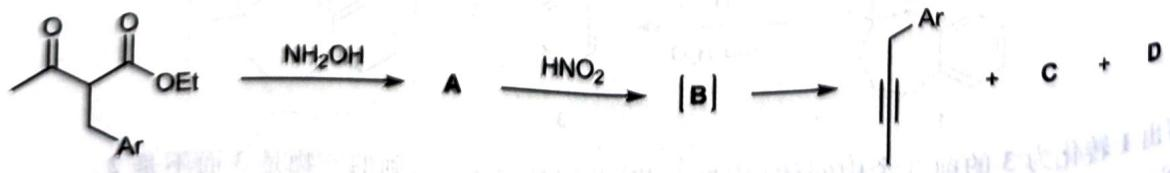 O O Ar
NH₂OH HNO₂
OEt A [B] + C + D
Ar